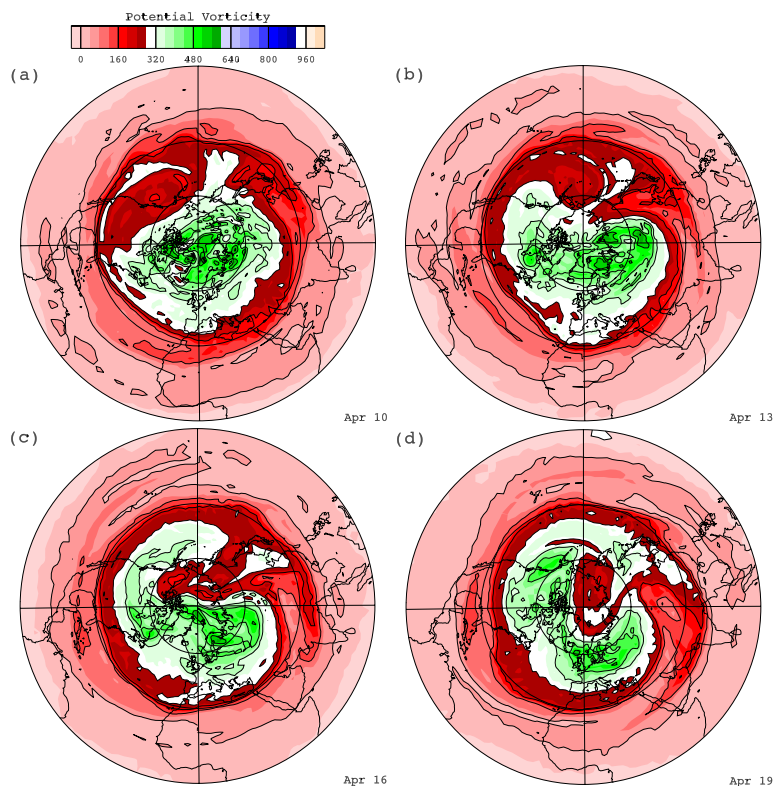 Potential Vorticity
0 160 320 480 640 800 960
(a) (b)
Apr 10 Apr 13
(c) (d)
Apr 16 Apr 19